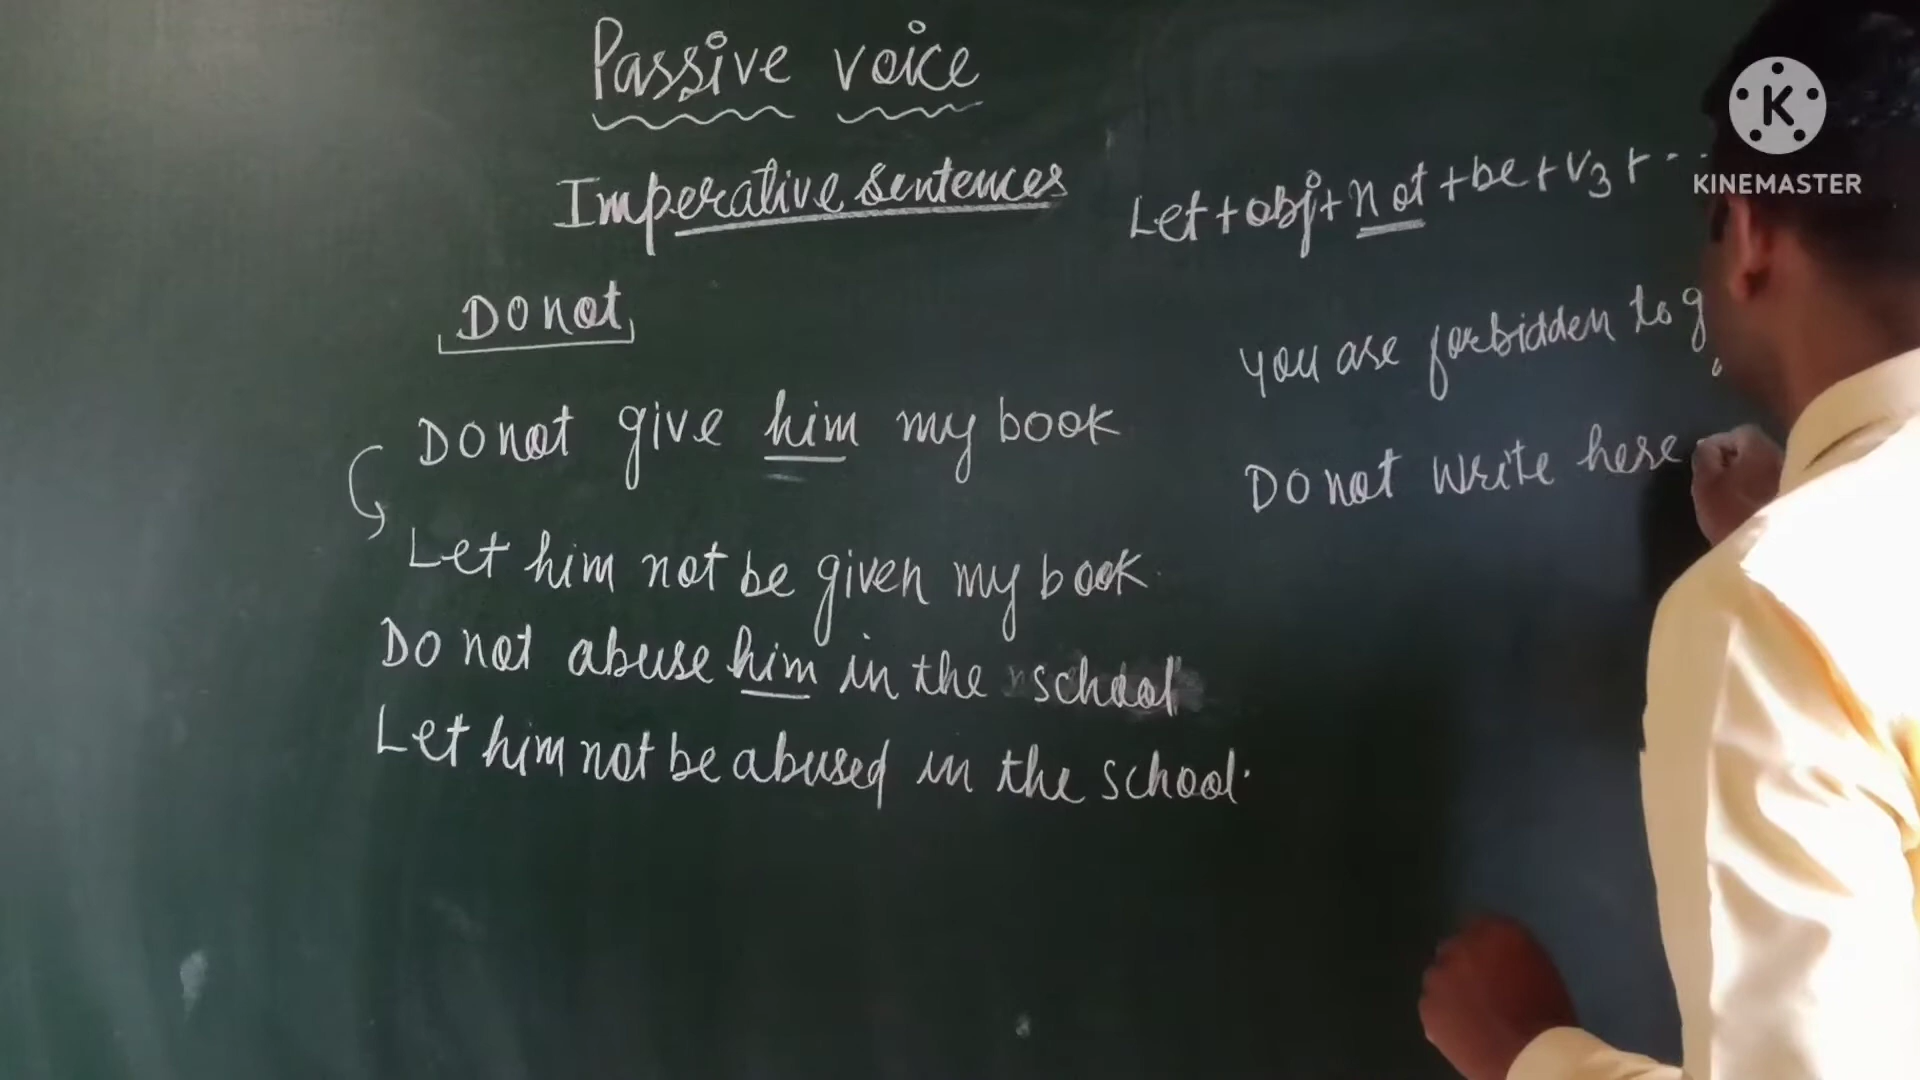 Passive voice
Imperative sentences
Do not
Do not give him my book
Let him not be given my book.
Do not abuse him in the school
Let him not be abused in the school.
Let + obj + not + be + V3 + ...
you are forbidden to
Do not write here
KINEMASTER